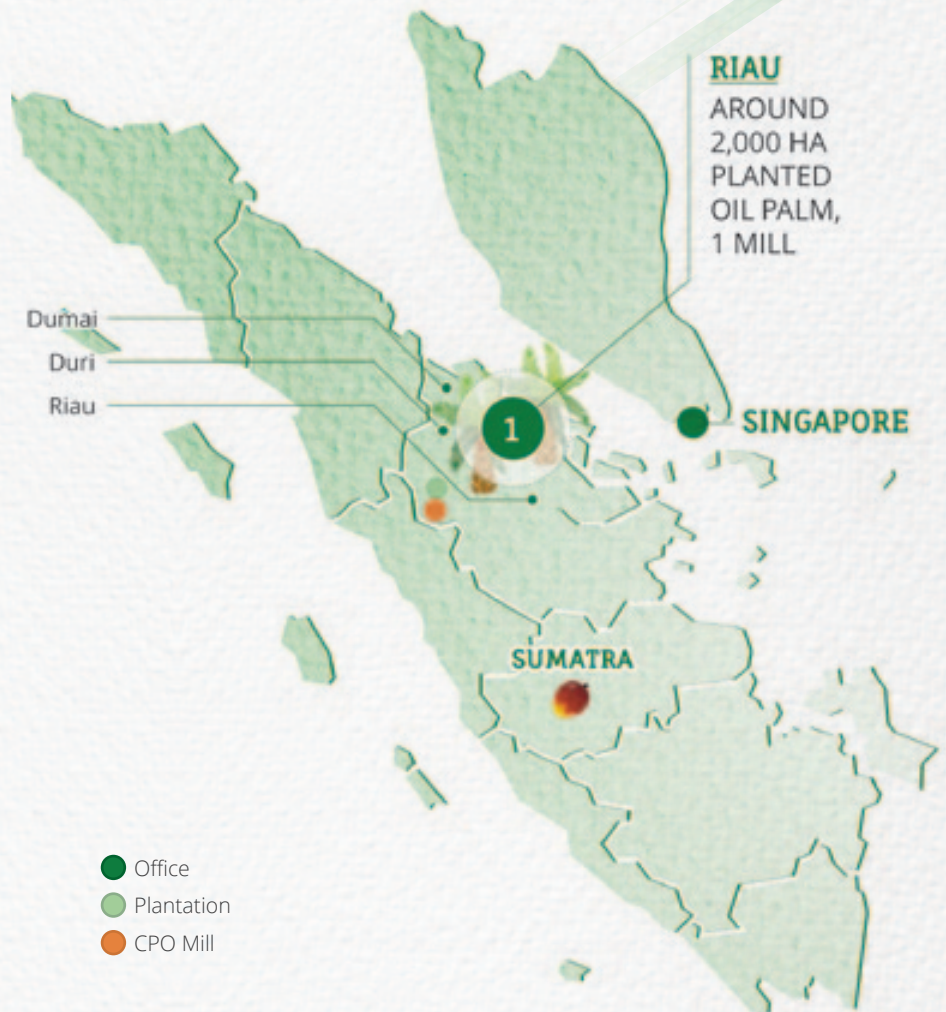 RIAU
AROUND
2,000 HA
PLANTED
OIL PALM,
1 MILL
Dumai
Duri
Riau
1
SINGAPORE
SUMATRA
Office
Plantation
CPO Mill